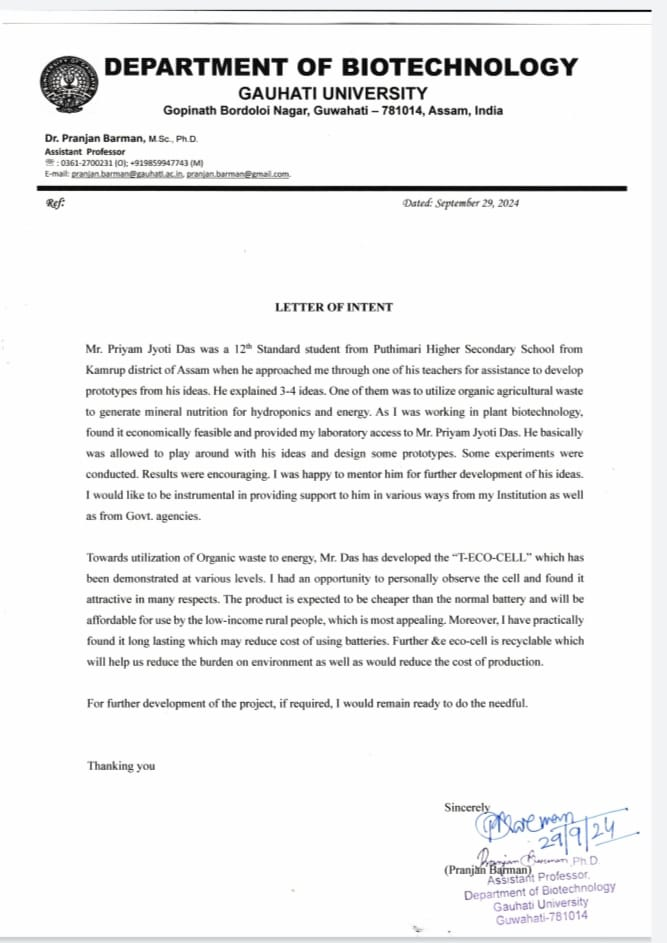 DEPARTMENT OF BIOTECHNOLOGY
GAUHATI UNIVERSITY
Gopinath Bordoloi Nagar, Guwahati – 781014, Assam, India
Dr. Pranjan Barman, M.Sc., Ph.D.
Assistant Professor
☏ : 0361-2700231 (O); +919859947743 (M)
E-mail: pranjan.barman@gauhati.ac.in, pranjan.barman@gmail.com.
Ref: Dated: September 29, 2024
LETTER OF INTENT
Mr. Priyam Jyoti Das was a 12th Standard student from Puthimari Higher Secondary School from
Kamrup district of Assam when he approached me through one of his teachers for assistance to develop
prototypes from his ideas. He explained 3-4 ideas. One of them was to utilize organic agricultural waste
to generate mineral nutrition for hydroponics and energy. As I was working in plant biotechnology,
found it economically feasible and provided my laboratory access to Mr. Priyam Jyoti Das. He basically
was allowed to play around with his ideas and design some prototypes. Some experiments were
conducted. Results were encouraging. I was happy to mentor him for further development of his ideas.
I would like to be instrumental in providing support to him in various ways from my Institution as well
as from Govt. agencies.
Towards utilization of Organic waste to energy, Mr. Das has developed the “T-ECO-CELL” which has
been demonstrated at various levels. I had an opportunity to personally observe the cell and found it
attractive in many respects. The product is expected to be cheaper than the normal battery and will be
affordable for use by the low-income rural people, which is most appealing. Moreover, I have practically
found it long lasting which may reduce cost of using batteries. Further &e eco-cell is recyclable which
will help us reduce the burden on environment as well as would reduce the cost of production.
For further development of the project, if required, I would remain ready to do the needful.
Thanking you
Sincerely
29/9/24
Pranjan Barman, Ph.D.
(Pranjan Barman)
Assistant Professor,
Department of Biotechnology
Gauhati University
Guwahati-781014